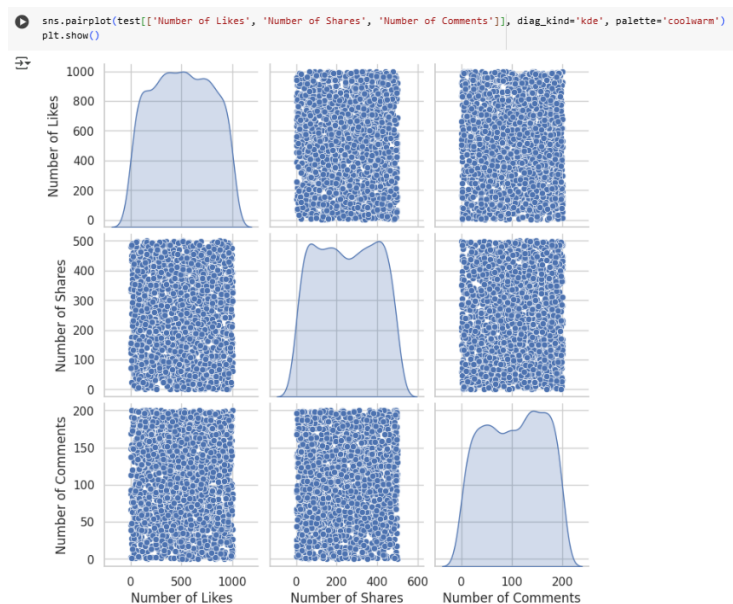 sns.pairplot(test[['Number of Likes', 'Number of Shares', 'Number of Comments']], diag_kind='kde', palette='coolwarm')
plt.show()
1000
800
600
400
200
0
Number of Likes
500
400
300
200
100
0
Number of Shares
200
150
100
50
0
Number of Comments
0 500 1000 0 200 400 600 0 100 200
Number of Likes Number of Shares Number of Comments